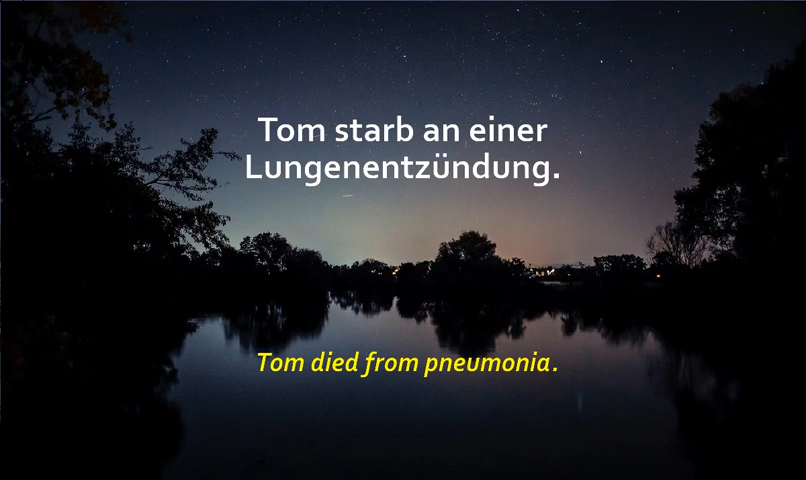 Tom starb an einer
Lungenentzündung.
Tom died from pneumonia.